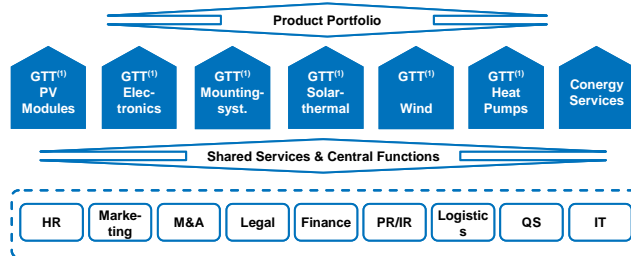 Product Portfolio
GTT(1)
PV
Modules
GTT(1)
Elec-
tronics
GTT(1)
Mounting-
syst.
GTT(1)
Solar-
thermal
GTT(1)
Wind
GTT(1)
Heat
Pumps
Conergy
Services
Shared Services & Central Functions
HR
Marke-
ting
M&A
Legal
Finance
PR/IR
Logistic
s
QS
IT